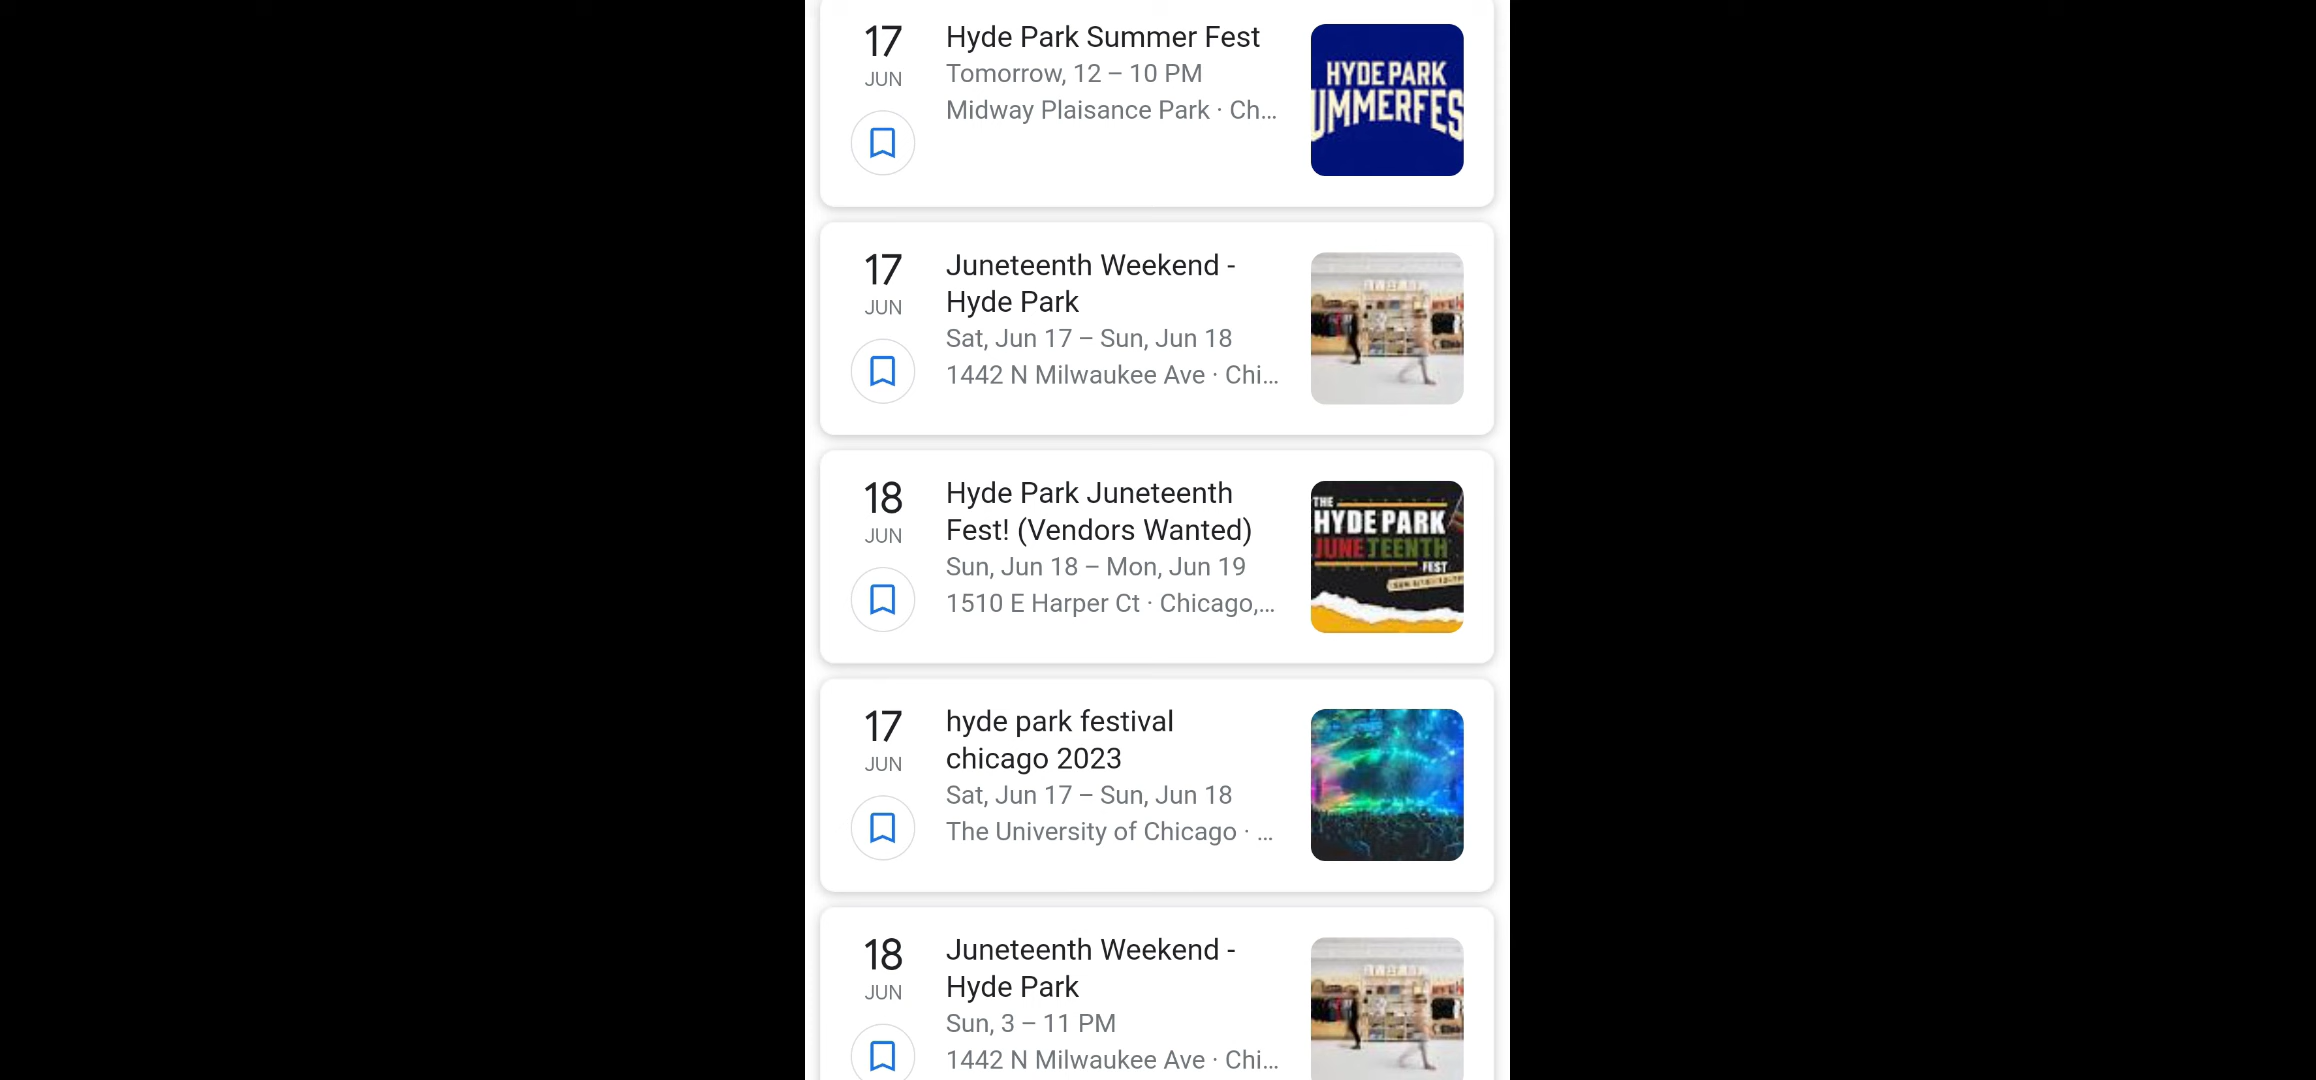 17
JUN
Hyde Park Summer Fest
Tomorrow, 12 – 10 PM
Midway Plaisance Park · Ch...
HYDE PARK
UMMERFES
17
JUN
Juneteenth Weekend -
Hyde Park
Sat, Jun 17 – Sun, Jun 18
1442 N Milwaukee Ave · Chi...
18
JUN
Hyde Park Juneteenth
Fest! (Vendors Wanted)
Sun, Jun 18 – Mon, Jun 19
1510 E Harper Ct · Chicago,...
THE
HYDE PARK
JUNETEENTH
FEST
17
JUN
hyde park festival
chicago 2023
Sat, Jun 17 – Sun, Jun 18
The University of Chicago · ...
18
JUN
Juneteenth Weekend -
Hyde Park
Sun, 3 – 11 PM
1442 N Milwaukee Ave · Chi...